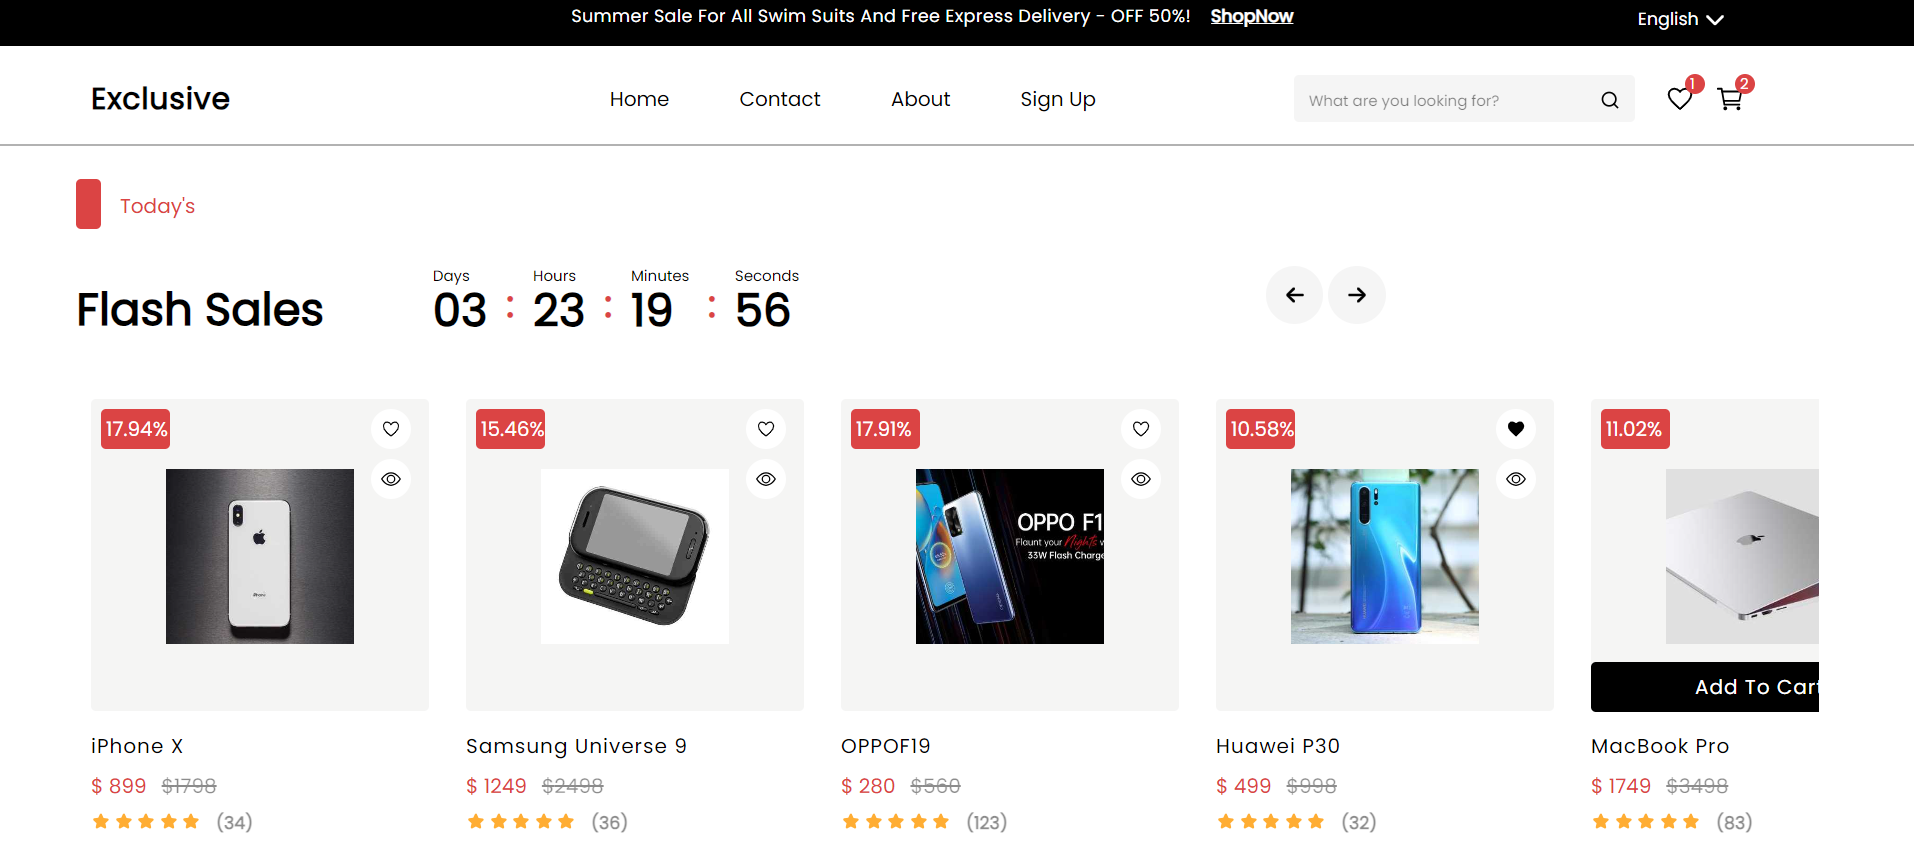 Summer Sale For All Swim Suits And Free Express Delivery - OFF 50%! ShopNow
English
Exclusive
Home Contact About Sign Up
What are you looking for?
1
2
Today's
Flash Sales
Days Hours Minutes Seconds
03 : 23 : 19 : 56
17.94%
15.46%
17.91%
10.58%
11.02%
iPhone
OPPO F1
Flaunt your Nights
33W Flash Charge
Add To Cart
iPhone X
$ 899 $1798
(34)
Samsung Universe 9
$ 1249 $2498
(36)
OPPOF19
$ 280 $560
(123)
Huawei P30
$ 499 $998
(32)
MacBook Pro
$ 1749 $3498
(83)